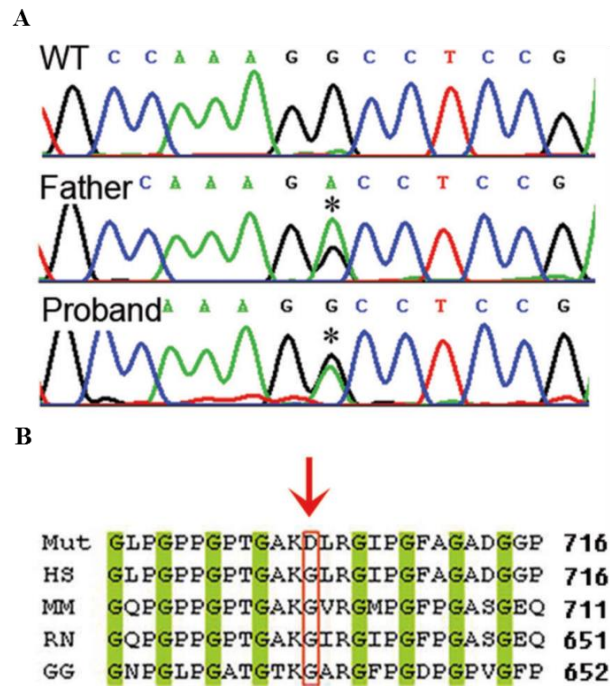 A
WT C C A A A G G C C T C C G
Father C A A A G A C C T C C G
*
Proband A A A G G C C T C C G
*
B
Mut GLPGPPGPTGAKDLRGIPGFAGADGGP 716
HS GLPGPPGPTGAKGLRGIPGFAGADGGP 716
MM GQPGPPGPTGAKGVRGMPGFPGASGEQ 711
RN GQPGPPGPTGAKGIRGIPGFPGASGEQ 651
GG GNPGLPGATGTKGARGFPGDPGPVGFP 652